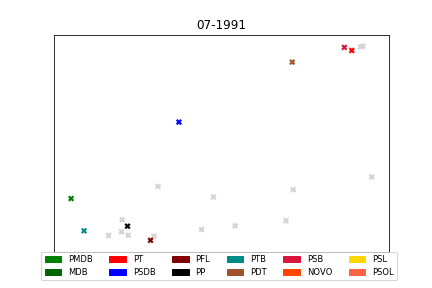 07-1991
PMDB PT PFL PTB PSB PSL
MDB PSDB PP PDT NOVO PSOL